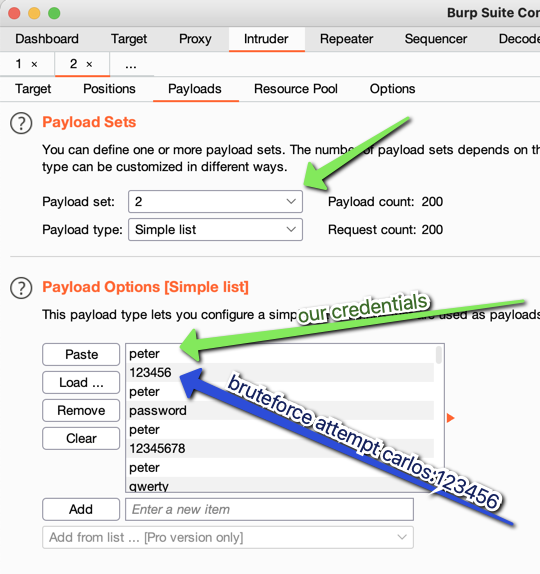 Burp Suite Con
Dashboard Target Proxy Intruder Repeater Sequencer Decode
1 × 2 × ...
Target Positions Payloads Resource Pool Options
? Payload Sets
You can define one or more payload sets. The number of payload sets depends on th
type can be customized in different ways.
Payload set: 2 Payload count: 200
Payload type: Simple list Request count: 200
? Payload Options [Simple list]
our credentials
This payload type lets you configure a simp used as payloads
Paste peter
123456
Load ... peter
Remove password
peter
Clear 12345678
peter
qwerty
bruteforce attempt carlos:123456
Add Enter a new item
Add from list ... [Pro version only]